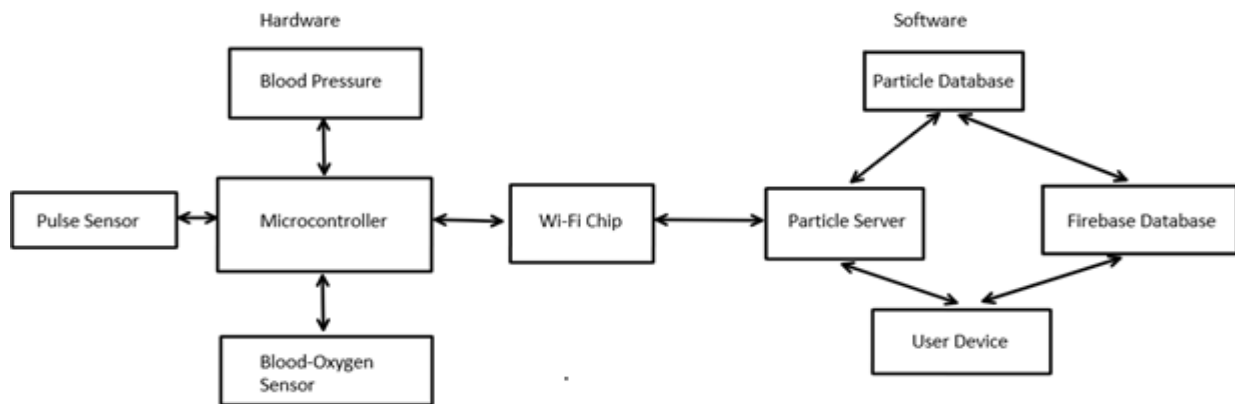 Hardware
Software
Blood Pressure
Particle Database
Pulse Sensor
Microcontroller
Wi-Fi Chip
Particle Server
Firebase Database
Blood-Oxygen
Sensor
User Device